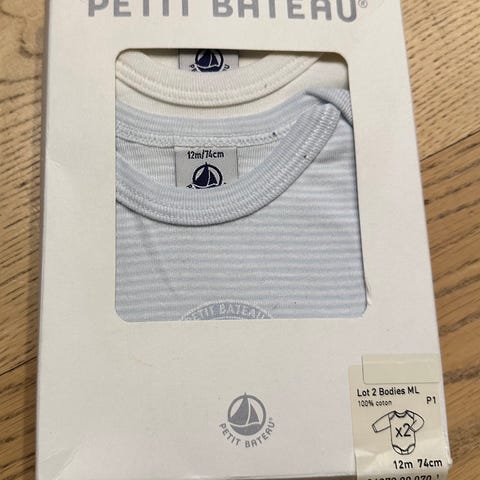 PETIT BATEAU®
12m/74cm
PETIT BATEAU
PETIT BATEAU®
Lot 2 Bodies ML
100% coton
P1
x2
12m 74cm